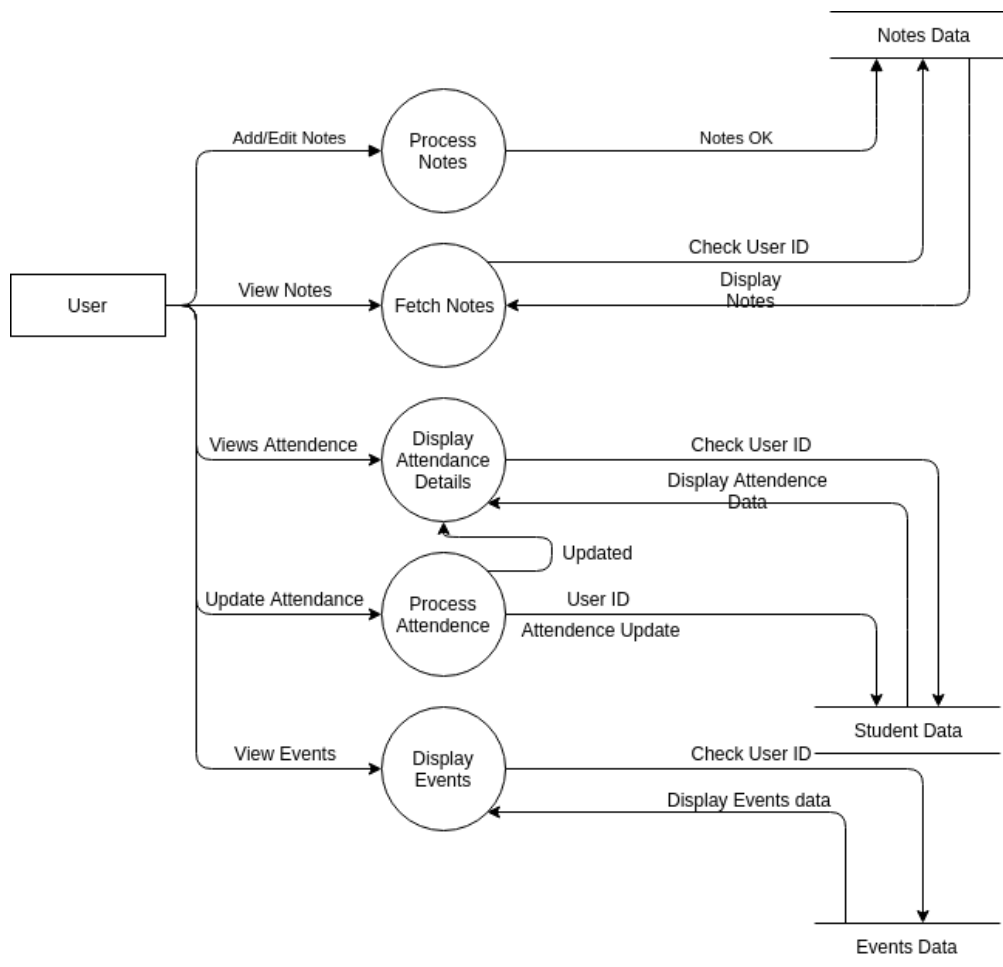 Notes Data
Add/Edit Notes
Process
Notes
Notes OK
Check User ID
User
View Notes
Fetch Notes
Display
Notes
Views Attendence
Display
Attendance
Details
Check User ID
Display Attendence
Data
Updated
Update Attendance
Process
Attendence
User ID
Attendence Update
Student Data
View Events
Display
Events
Check User ID
Display Events data
Events Data